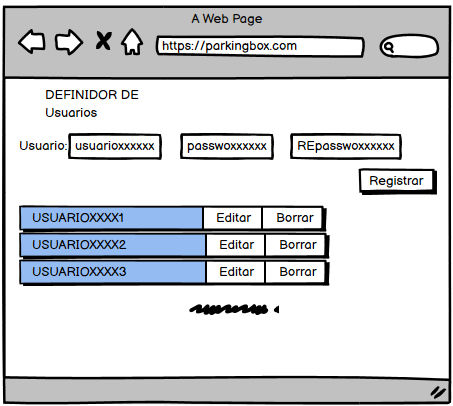 A Web Page
https://parkingbox.com
DEFINIDOR DE
Usuarios
Usuario: usuarioxxxxxx passwoxxxxxx REpasswoxxxxxx
Registrar
USUARIOXXXX1 Editar Borrar
USUARIOXXXX2 Editar Borrar
USUARIOXXXX3 Editar Borrar